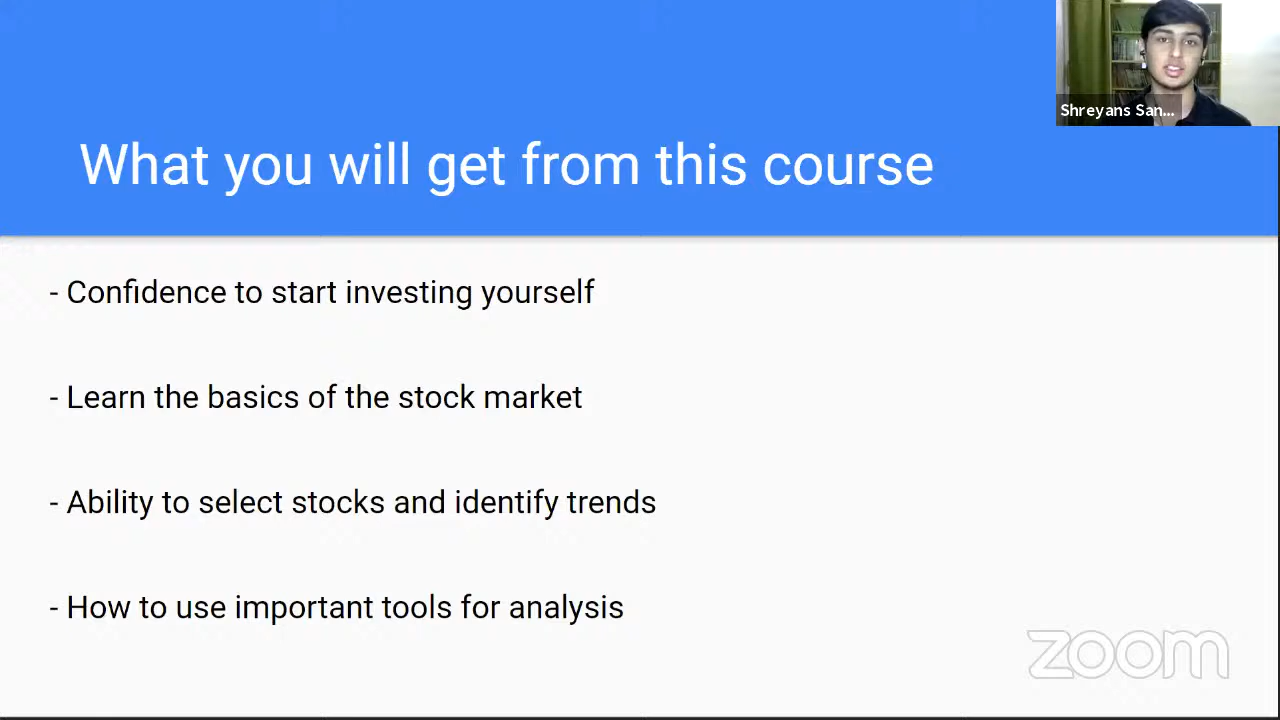 Shreyans San...
What you will get from this course
- Confidence to start investing yourself
- Learn the basics of the stock market
- Ability to select stocks and identify trends
- How to use important tools for analysis
zoom